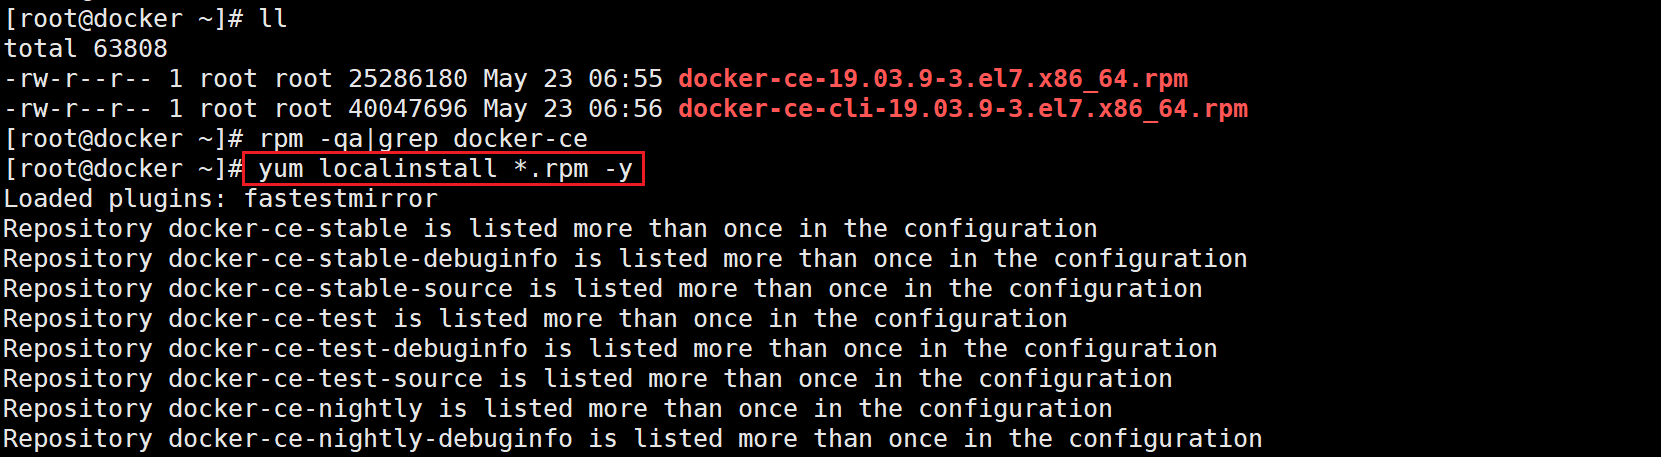 [root@docker ~]# ll
total 63808
-rw-r--r-- 1 root root 25286180 May 23 06:55 docker-ce-19.03.9-3.el7.x86_64.rpm
-rw-r--r-- 1 root root 40047696 May 23 06:56 docker-ce-cli-19.03.9-3.el7.x86_64.rpm
[root@docker ~]# rpm -qa|grep docker-ce
[root@docker ~]# yum localinstall *.rpm -y
Loaded plugins: fastestmirror
Repository docker-ce-stable is listed more than once in the configuration
Repository docker-ce-stable-debuginfo is listed more than once in the configuration
Repository docker-ce-stable-source is listed more than once in the configuration
Repository docker-ce-test is listed more than once in the configuration
Repository docker-ce-test-debuginfo is listed more than once in the configuration
Repository docker-ce-test-source is listed more than once in the configuration
Repository docker-ce-nightly is listed more than once in the configuration
Repository docker-ce-nightly-debuginfo is listed more than once in the configuration